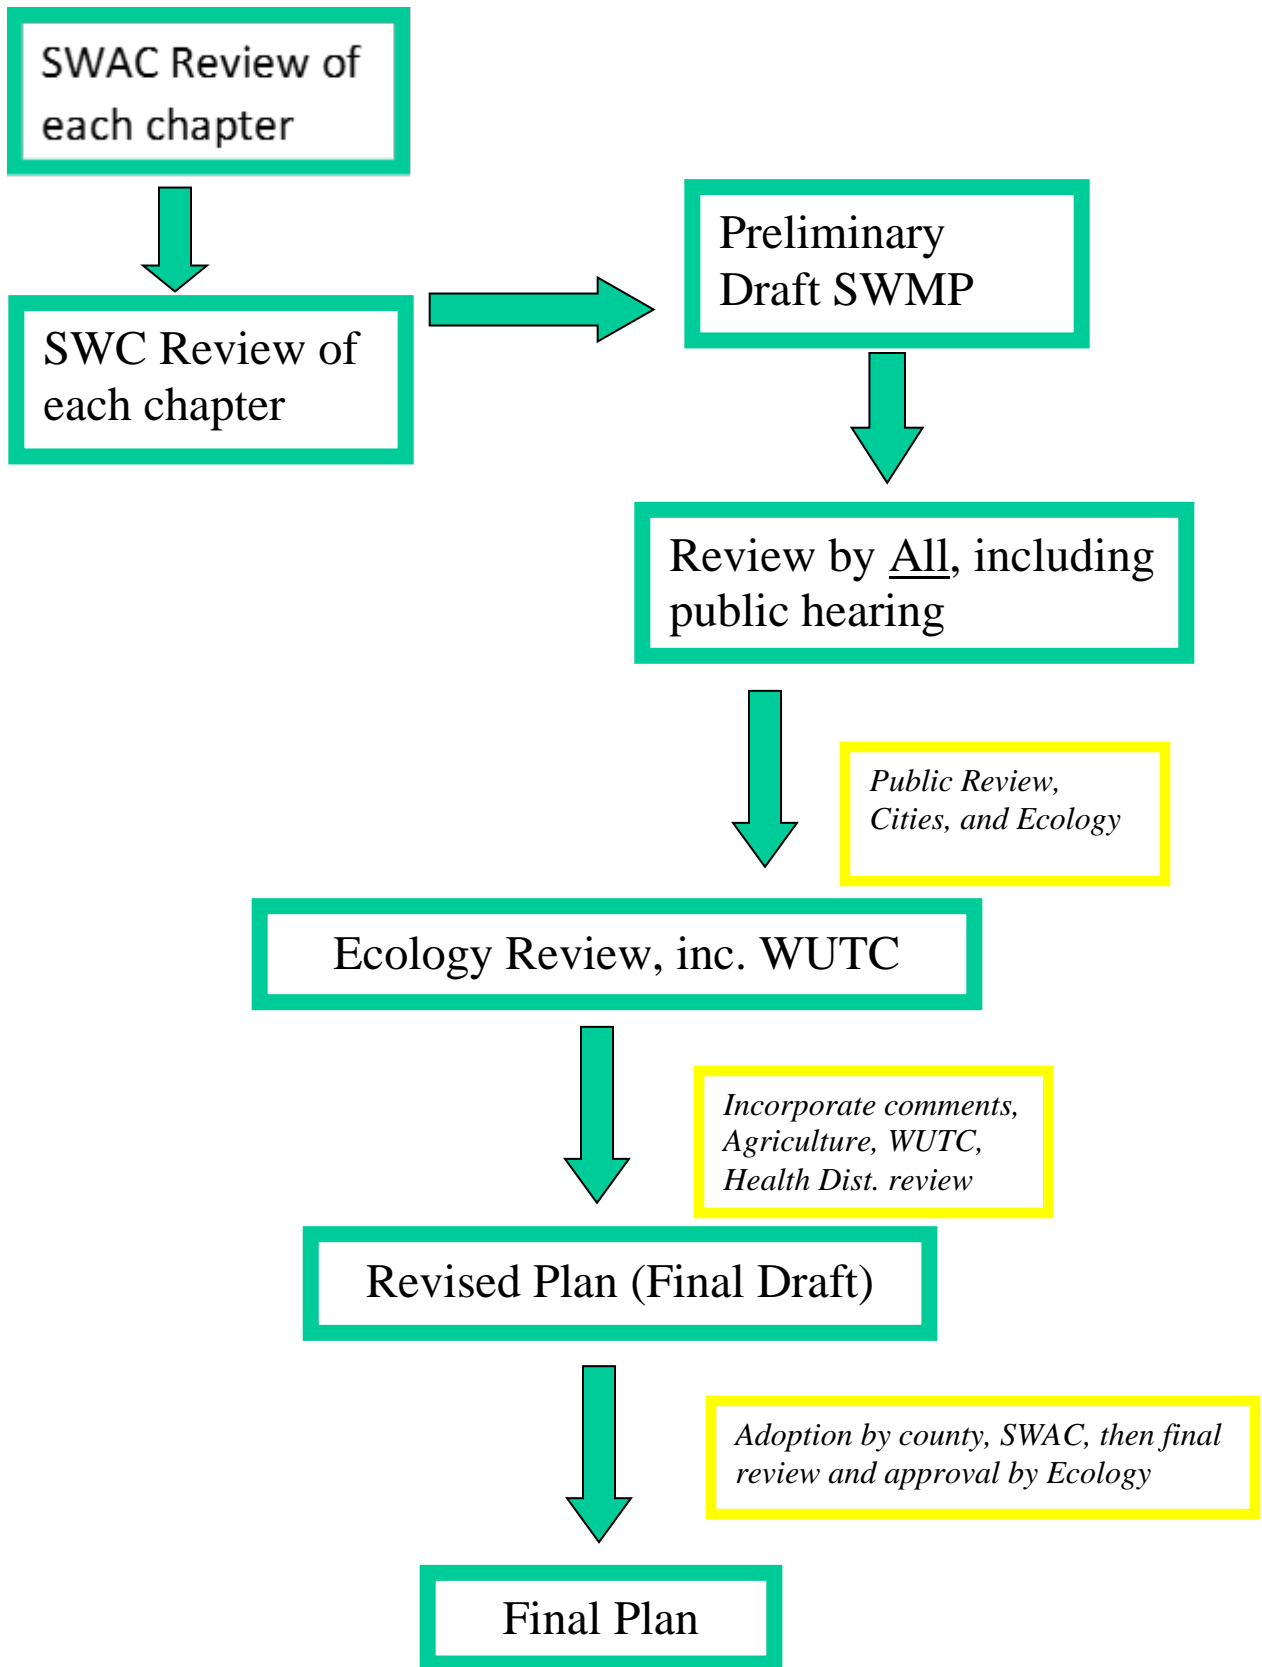 SWAC Review of
each chapter
SWC Review of
each chapter
Preliminary
Draft SWMP
Review by All, including
public hearing
Public Review,
Cities, and Ecology
Ecology Review, inc. WUTC
Incorporate comments,
Agriculture, WUTC,
Health Dist. review
Revised Plan (Final Draft)
Adoption by county, SWAC, then final
review and approval by Ecology
Final Plan